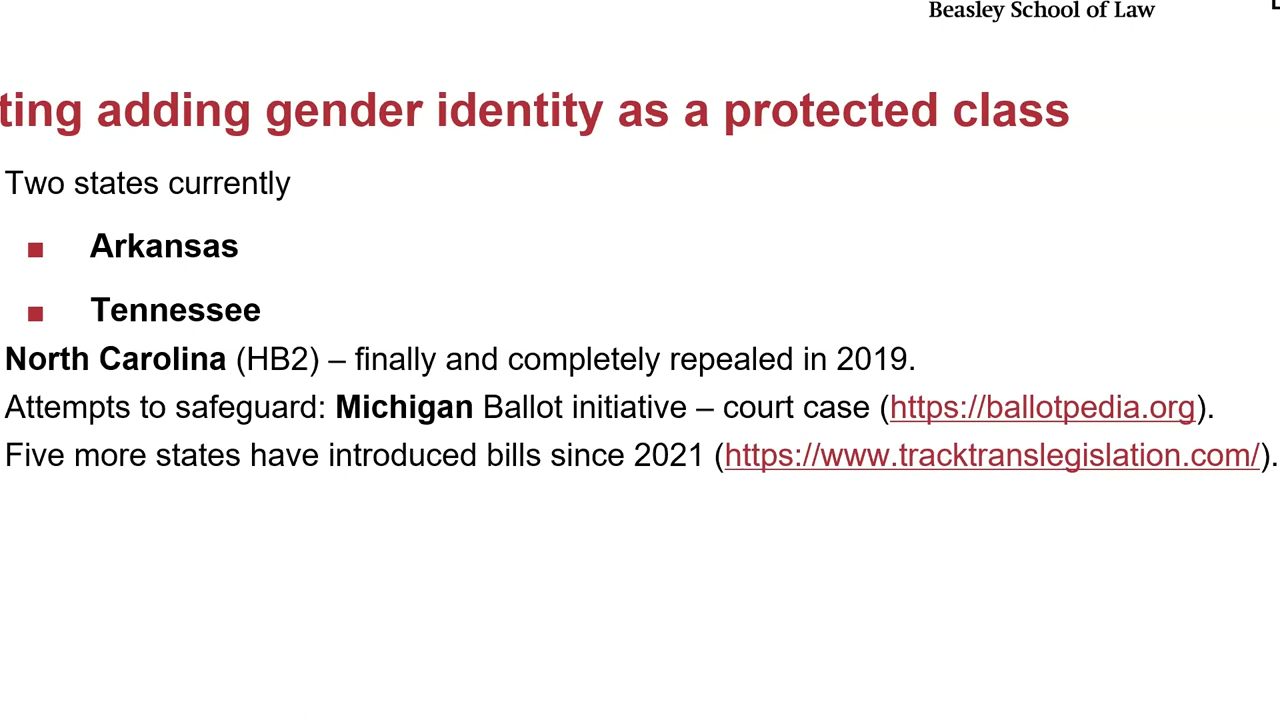 Beasley School of Law
ting adding gender identity as a protected class
Two states currently
■ Arkansas
■ Tennessee
North Carolina (HB2) – finally and completely repealed in 2019.
Attempts to safeguard: Michigan Ballot initiative – court case (https://ballotpedia.org).
Five more states have introduced bills since 2021 (https://www.tracktranslegislation.com/).